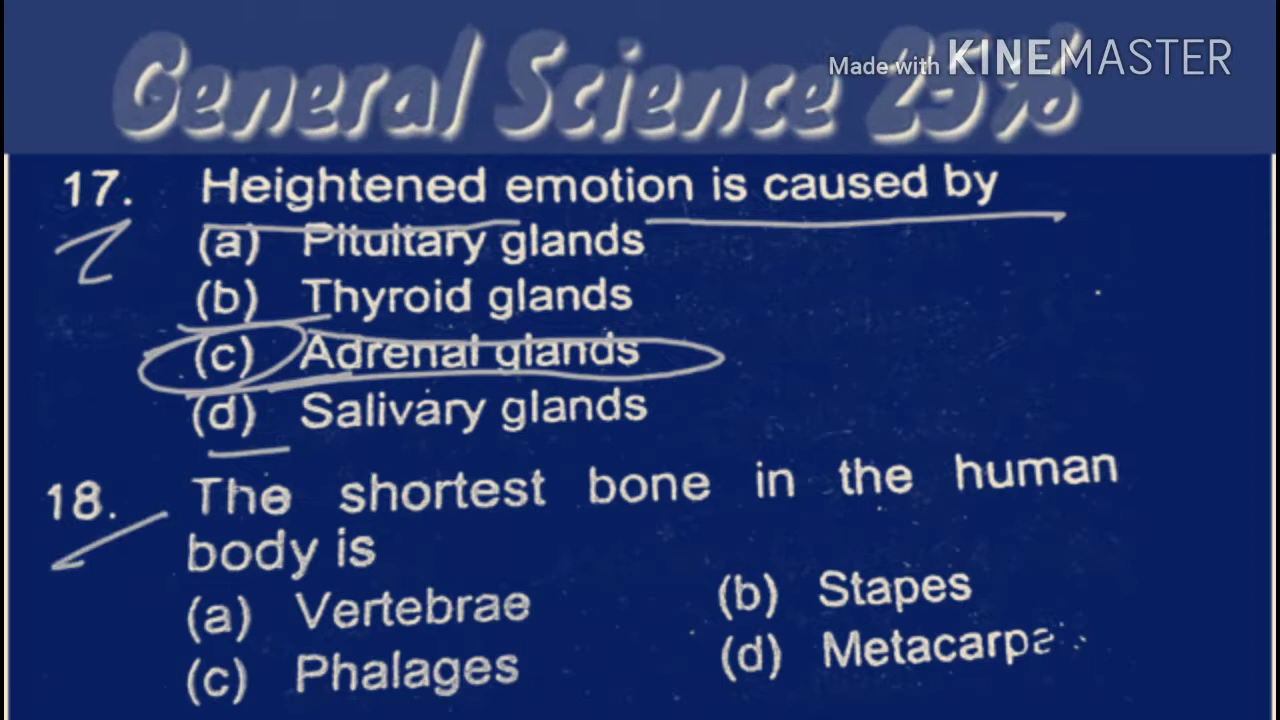 General Science 25%
Made with KINEMASTER
17. Heightened emotion is caused by
(a) Pituitary glands
(b) Thyroid glands
(c) Adrenal glands
(d) Salivary glands
18. The shortest bone in the human
body is
(a) Vertebrae (b) Stapes
(c) Phalages (d)